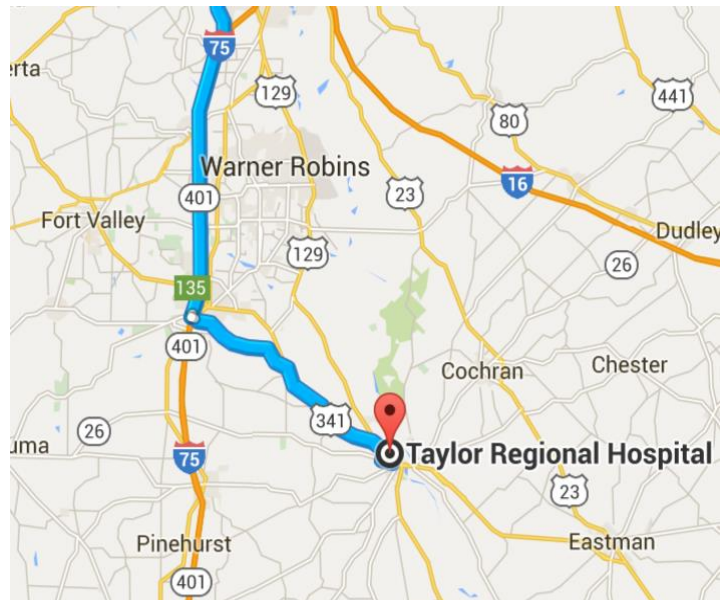 75
erta
129
441
80
Warner Robins
401
23
16
Fort Valley
Dudley
129
26
135
401
Cochran
Chester
341
26
uma
75
Taylor Regional Hospital
23
Pinehurst
Eastman
401